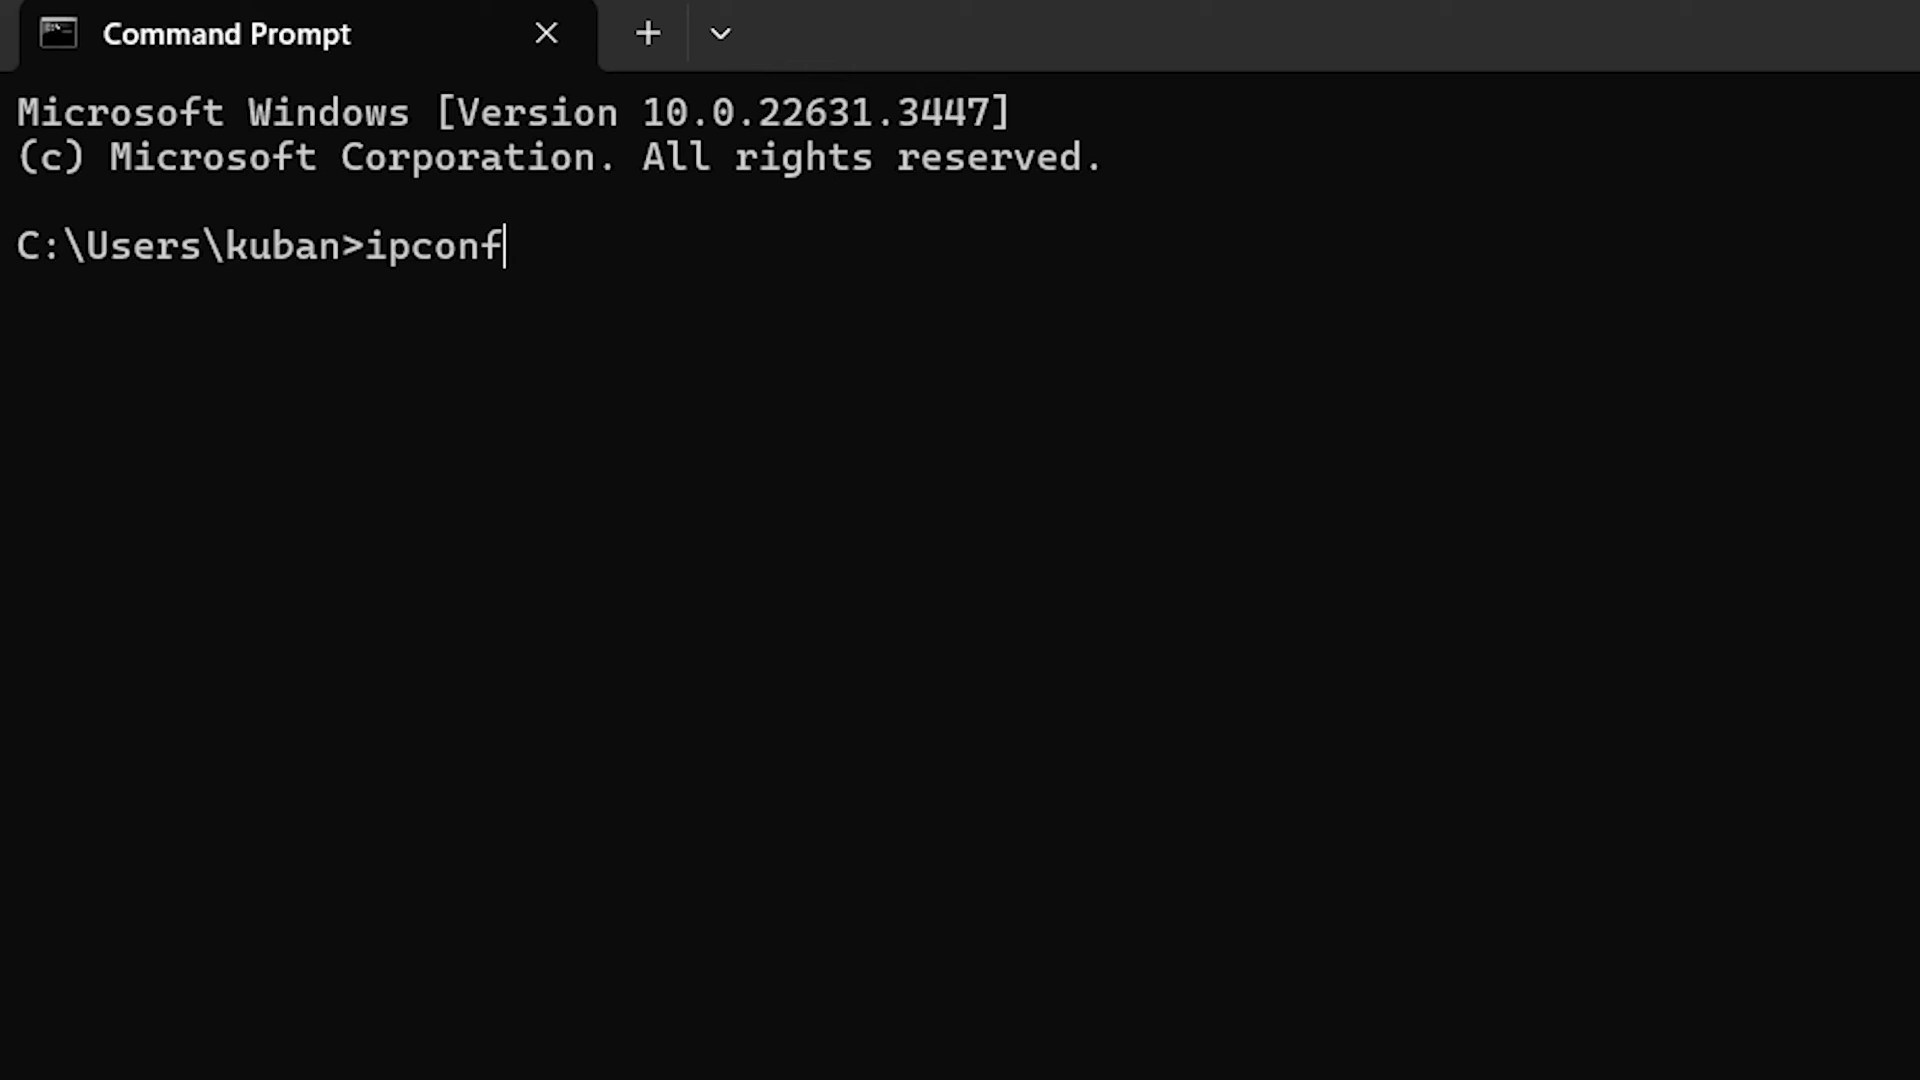 Command Prompt
Microsoft Windows [Version 10.0.22631.3447]
(c) Microsoft Corporation. All rights reserved.
C:\Users\kuban>ipconf